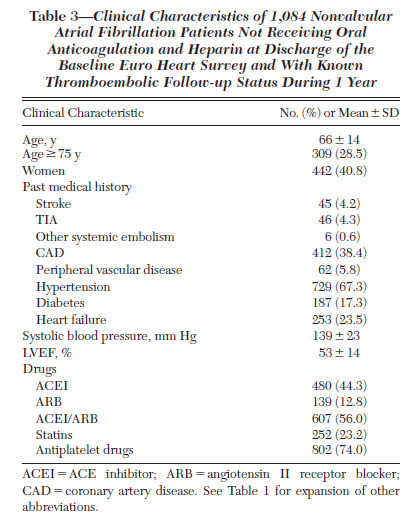 Table 3—Clinical Characteristics of 1,084 Nonvalvular
Atrial Fibrillation Patients Not Receiving Oral
Anticoagulation and Heparin at Discharge of the
Baseline Euro Heart Survey and With Known
Thromboembolic Follow-up Status During 1 Year
Clinical Characteristic No. (%) or Mean ± SD
Age, y 66 ± 14
Age ≥ 75 y 309 (28.5)
Women 442 (40.8)
Past medical history
Stroke 45 (4.2)
TIA 46 (4.3)
Other systemic embolism 6 (0.6)
CAD 412 (38.4)
Peripheral vascular disease 62 (5.8)
Hypertension 729 (67.3)
Diabetes 187 (17.3)
Heart failure 253 (23.5)
Systolic blood pressure, mm Hg 139 ± 23
LVEF, % 53 ± 14
Drugs
ACEI 480 (44.3)
ARB 139 (12.8)
ACEI/ARB 607 (56.0)
Statins 252 (23.2)
Antiplatelet drugs 802 (74.0)
ACEI = ACE inhibitor; ARB = angiotensin II receptor blocker;
CAD = coronary artery disease. See Table 1 for expansion of other
abbreviations.